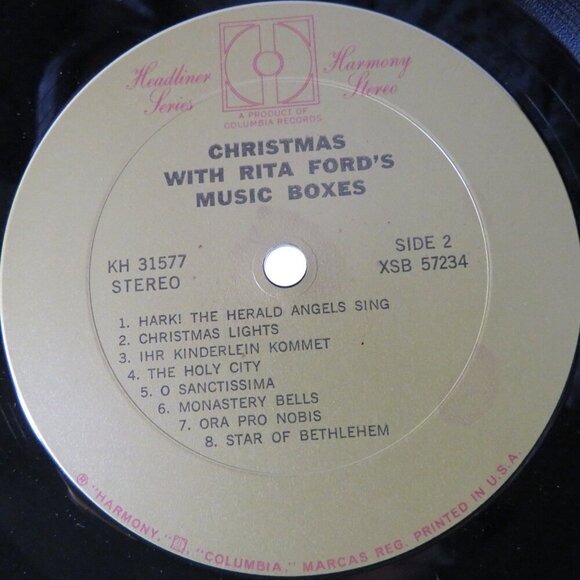 Headliner
Series
Harmony
Stereo
A PRODUCT OF
COLUMBIA RECORDS
CHRISTMAS
WITH RITA FORD'S
MUSIC BOXES
KH 31577
STEREO
SIDE 2
XSB 57234
1. HARK! THE HERALD ANGELS SING
2. CHRISTMAS LIGHTS
3. IHR KINDERLEIN KOMMET
4. THE HOLY CITY
5. O SANCTISSIMA
6. MONASTERY BELLS
7. ORA PRO NOBIS
8. STAR OF BETHLEHEM
® "HARMONY," "COLUMBIA," MARCAS REG. PRINTED IN U.S.A.